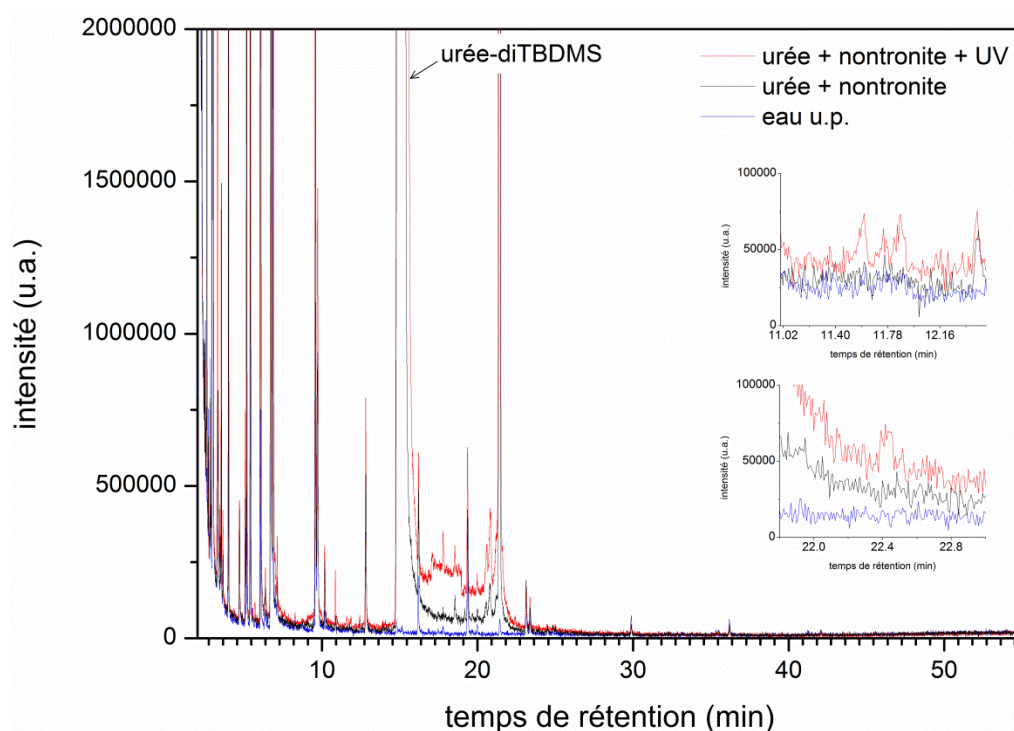 2000000
1500000
1000000
500000
0
intensité (u.a.)
10
20
30
40
50
temps de rétention (min)
urée-diTBDMS
urée + nontronite + UV
urée + nontronite
eau u.p.
100000
50000
0
intensité (u.a.)
11.02
11.40
11.78
12.16
temps de rétention (min)
100000
50000
0
intensité (u.a.)
22.0
22.4
22.8
temps de rétention (min)